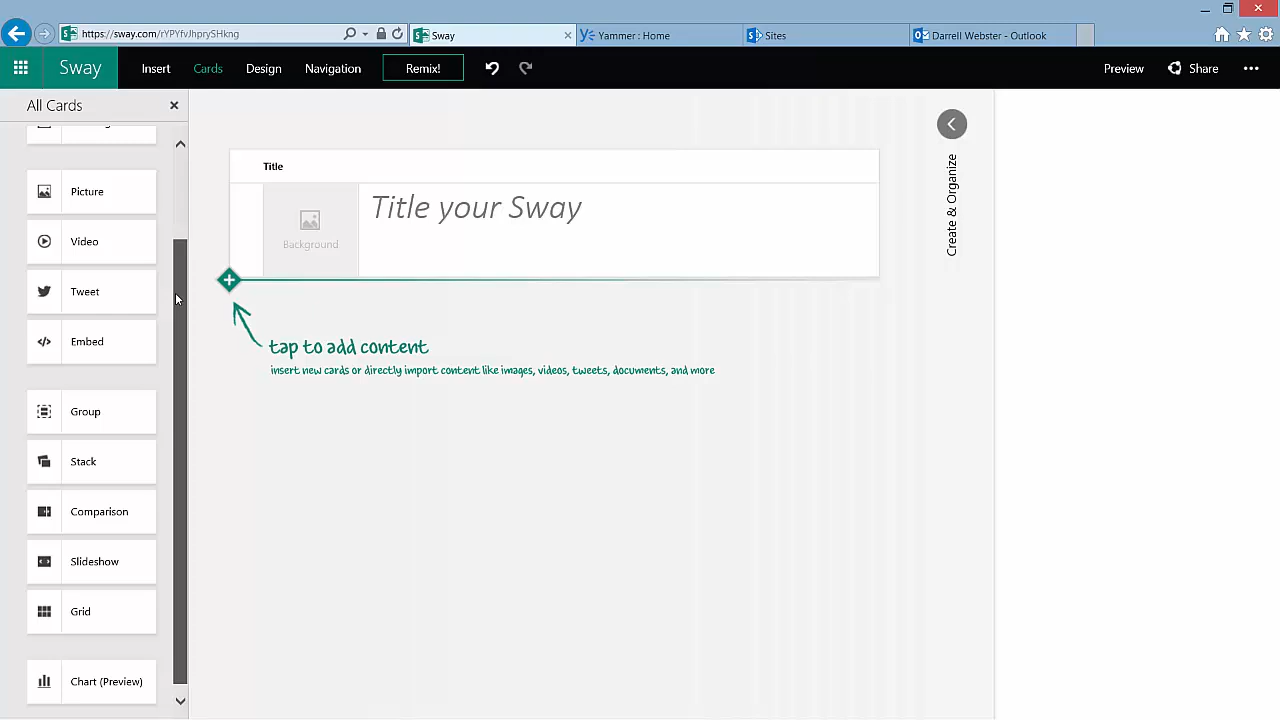 https://sway.com/rYPYfvJhprySHkng
Sway
Yammer : Home
Sites
Darrell Webster - Outlook
Sway
Insert
Cards
Design
Navigation
Remix!
Preview
Share
All Cards
Picture
Video
Tweet
Embed
Group
Stack
Comparison
Slideshow
Grid
Chart (Preview)
Title
Background
Title your Sway
tap to add content
insert new cards or directly import content like images, videos, tweets, documents, and more
Create & Organize